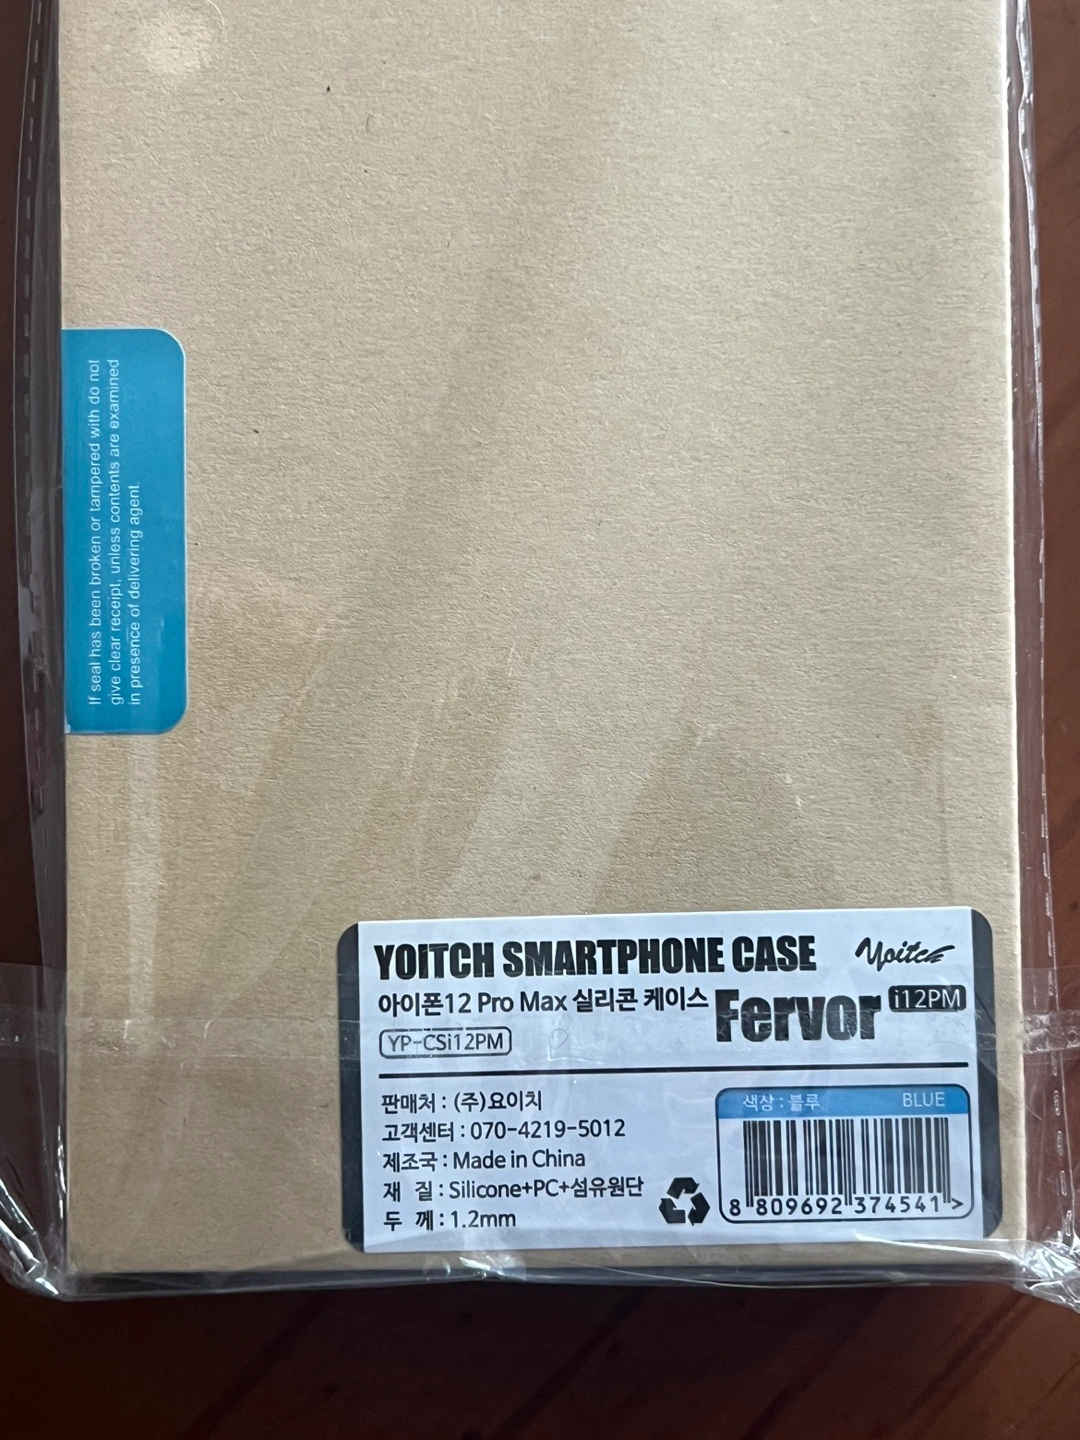 If seal has been broken or tampered with do not
give clear receipt, unless contents are examined
in presence of delivering agent.
YOITCH SMARTPHONE CASE
Yoitch
아이폰12 Pro Max 실리콘 케이스
Fervor
i12PM
YP-CSi12PM
판매처 : (주)요이치
고객센터 : 070-4219-5012
제조국 : Made in China
재 질 : Silicone+PC+섬유원단
두 께 : 1.2mm
색상 : 블루 BLUE
8 809692 374541 >